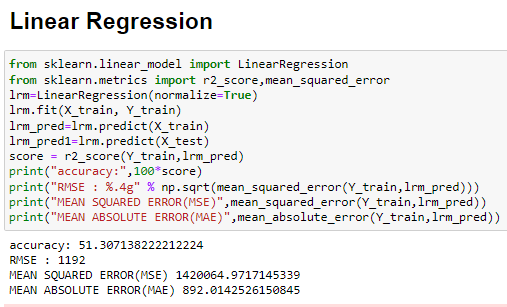 Linear Regression
from sklearn.linear_model import LinearRegression
from sklearn.metrics import r2_score,mean_squared_error
lrm=LinearRegression(normalize=True)
lrm.fit(X_train, Y_train)
lrm_pred=lrm.predict(X_train)
lrm_pred1=lrm.predict(X_test)
score = r2_score(Y_train,lrm_pred)
print("accuracy:",100*score)
print("RMSE : %.4g" % np.sqrt(mean_squared_error(Y_train,lrm_pred)))
print("MEAN SQUARED ERROR(MSE)",mean_squared_error(Y_train,lrm_pred))
print("MEAN ABSOLUTE ERROR(MAE)",mean_absolute_error(Y_train,lrm_pred))
accuracy: 51.307138222212224
RMSE : 1192
MEAN SQUARED ERROR(MSE) 1420064.9717145339
MEAN ABSOLUTE ERROR(MAE) 892.0142526150845